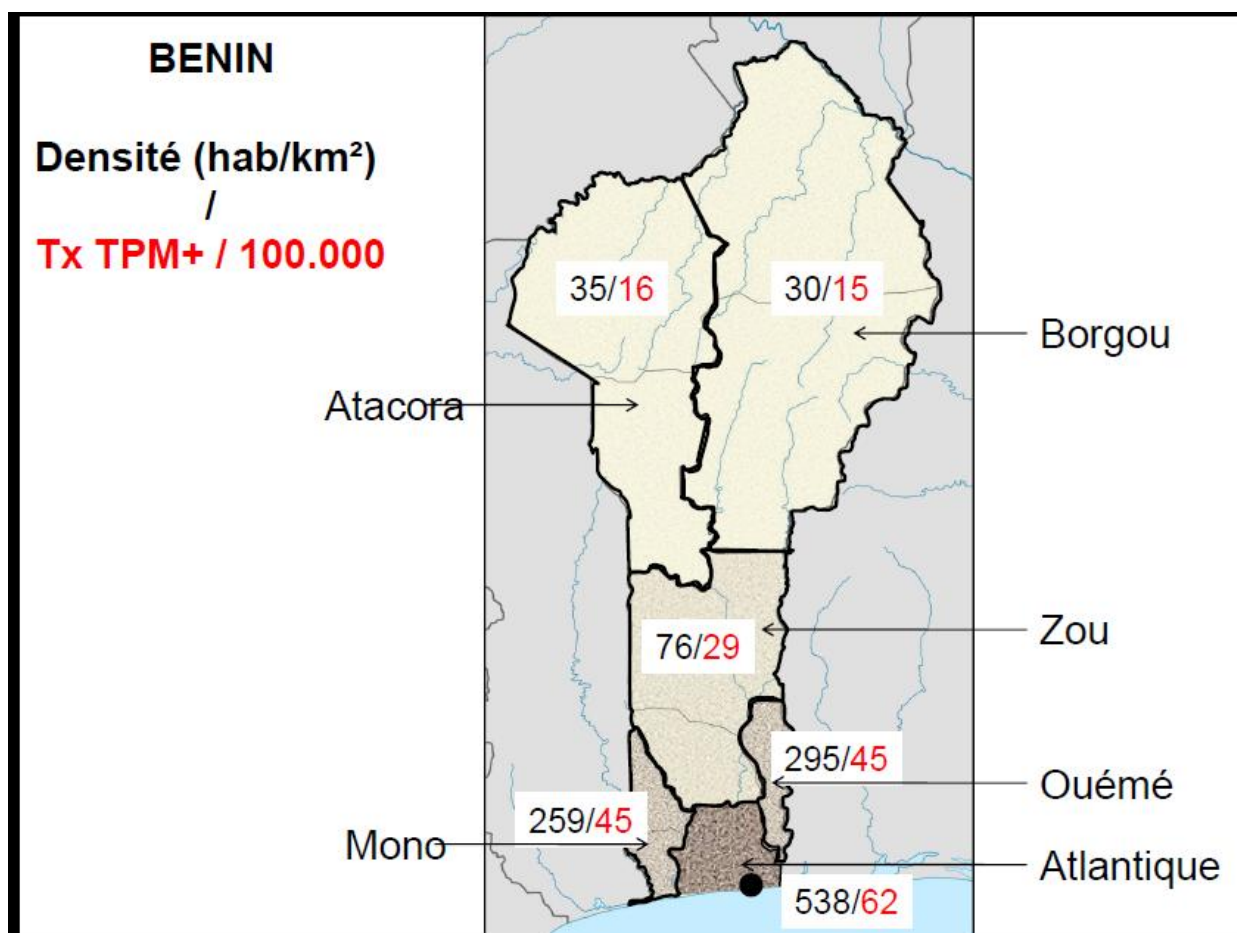 BENIN
Densité (hab/km²)
/
Tx TPM+ / 100.000
35/16
30/15
Borgou
Atacora
76/29
Zou
295/45
Ouémé
259/45
Mono
Atlantique
538/62